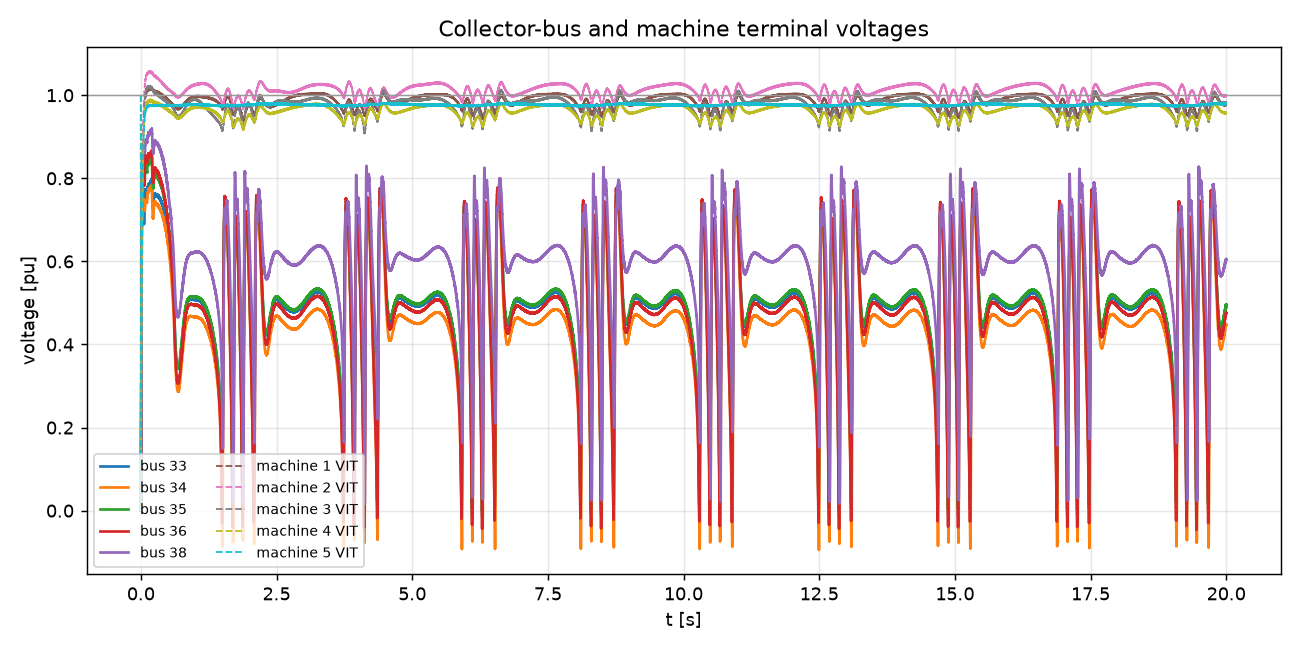 Collector-bus and machine terminal voltages
voltage [pu]
1.0
0.8
0.6
0.4
0.2
0.0
bus 33
bus 34
bus 35
bus 36
bus 38
machine 1 VIT
machine 2 VIT
machine 3 VIT
machine 4 VIT
machine 5 VIT
0.0 2.5 5.0 7.5 10.0 12.5 15.0 17.5 20.0
t [s]